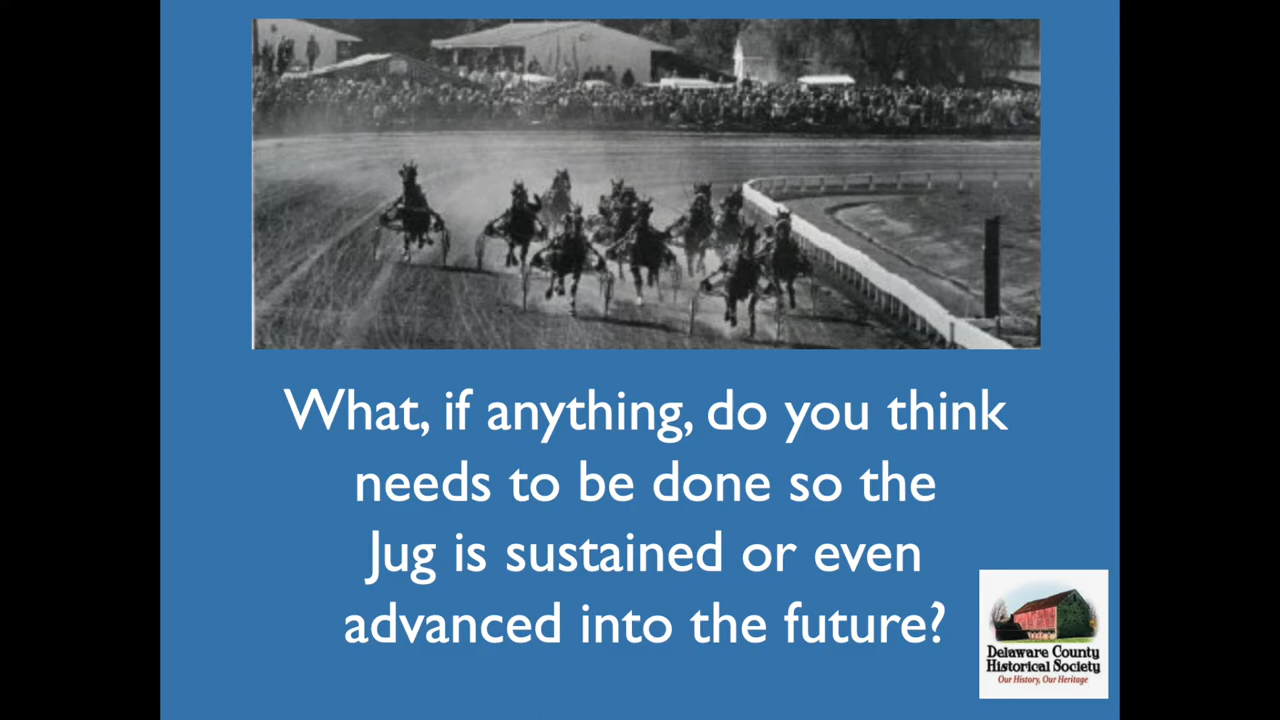 What, if anything, do you think
needs to be done so the
Jug is sustained or even
advanced into the future?
Delaware County
Historical Society
Our History, Our Heritage